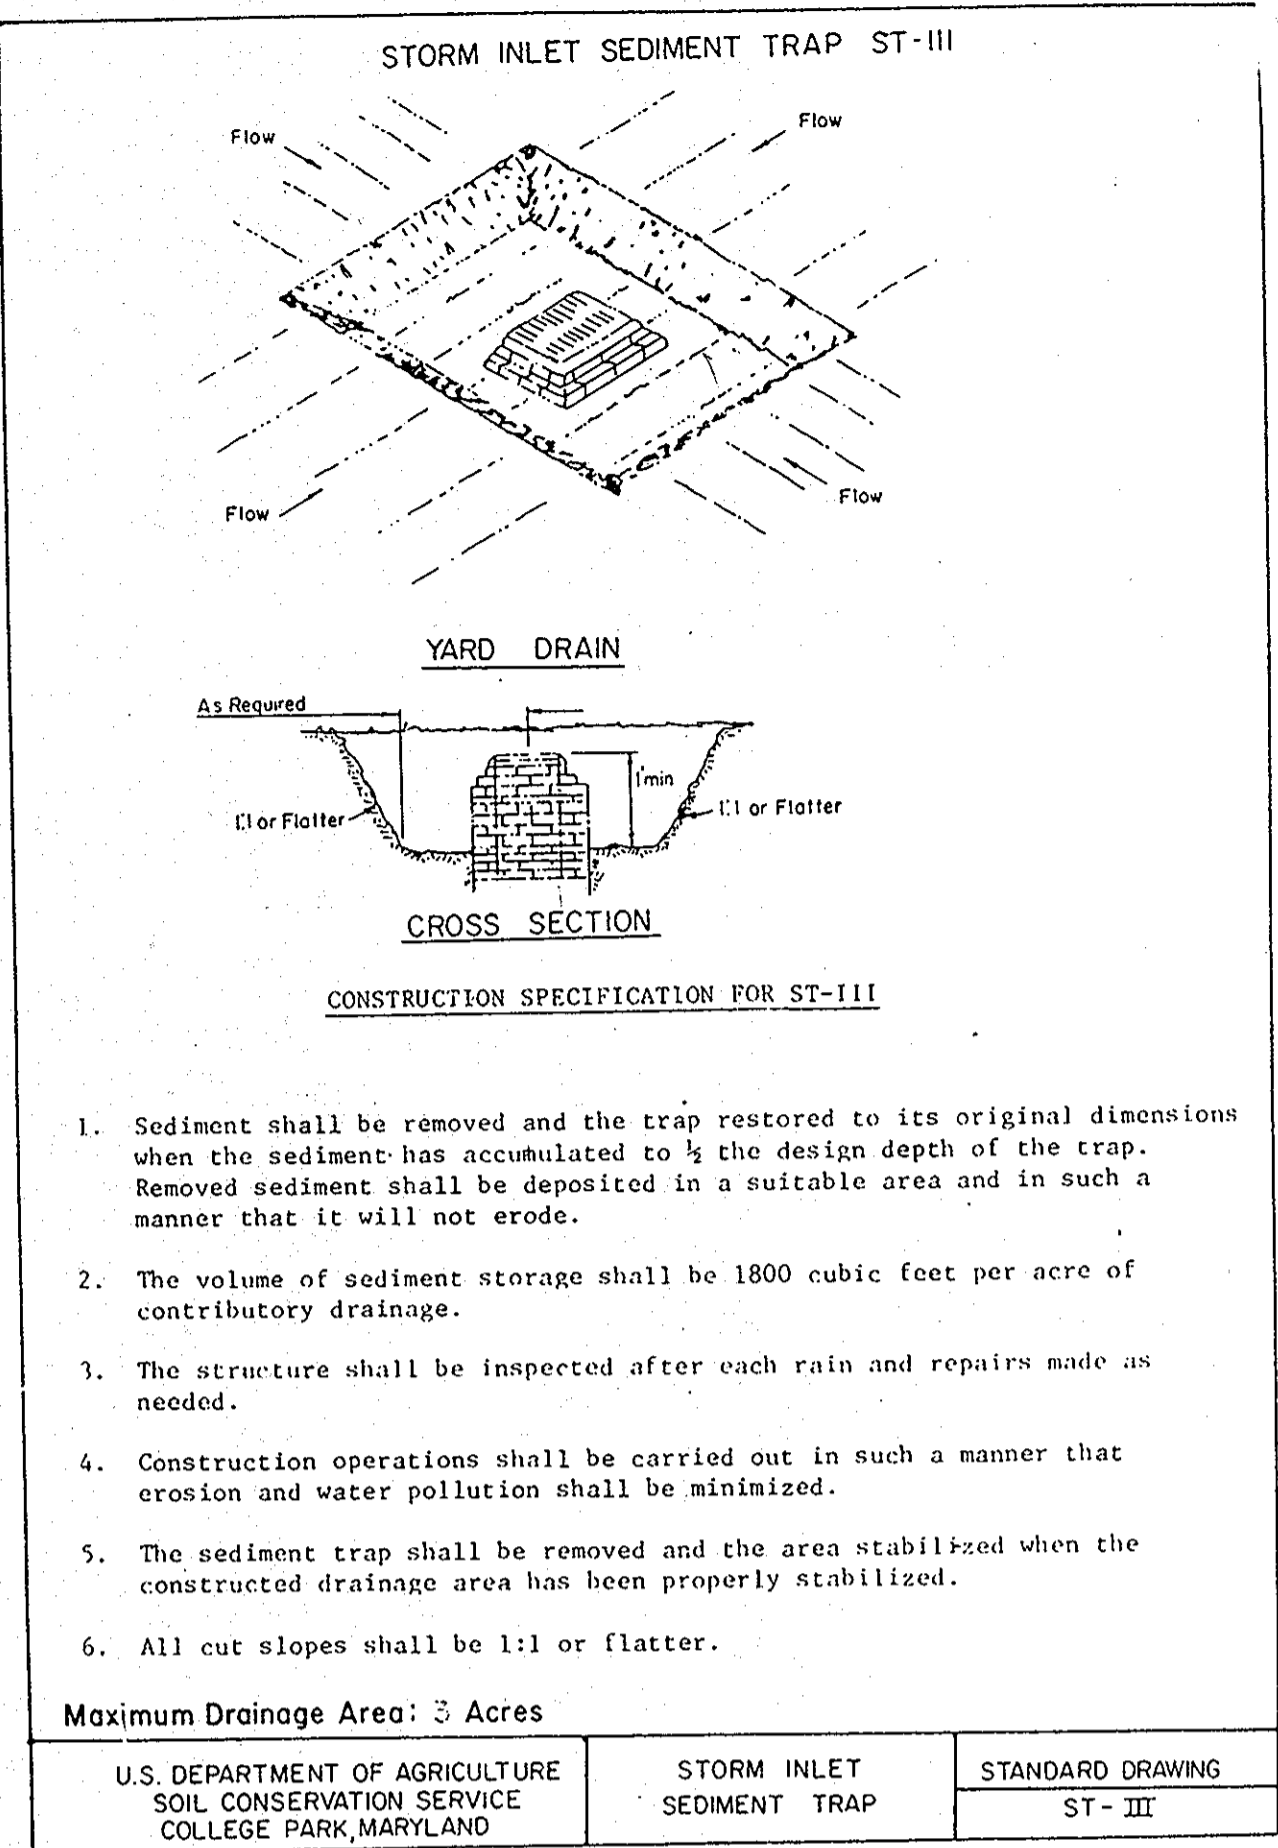 STORM INLET SEDIMENT TRAP ST-III
Flow
Flow
Flow
Flow
YARD DRAIN
As Required
1' min
1:1 or Flatter
1:1 or Flatter
CROSS SECTION
CONSTRUCTION SPECIFICATION FOR ST-III
1. Sediment shall be removed and the trap restored to its original dimensions
when the sediment has accumulated to ½ the design depth of the trap.
Removed sediment shall be deposited in a suitable area and in such a
manner that it will not erode.
2. The volume of sediment storage shall be 1800 cubic feet per acre of
contributory drainage.
3. The structure shall be inspected after each rain and repairs made as
needed.
4. Construction operations shall be carried out in such a manner that
erosion and water pollution shall be minimized.
5. The sediment trap shall be removed and the area stabilized when the
constructed drainage area has been properly stabilized.
6. All cut slopes shall be 1:1 or flatter.
Maximum Drainage Area: 3 Acres
U.S. DEPARTMENT OF AGRICULTURE
SOIL CONSERVATION SERVICE
COLLEGE PARK, MARYLAND
STORM INLET
SEDIMENT TRAP
STANDARD DRAWING
ST-III